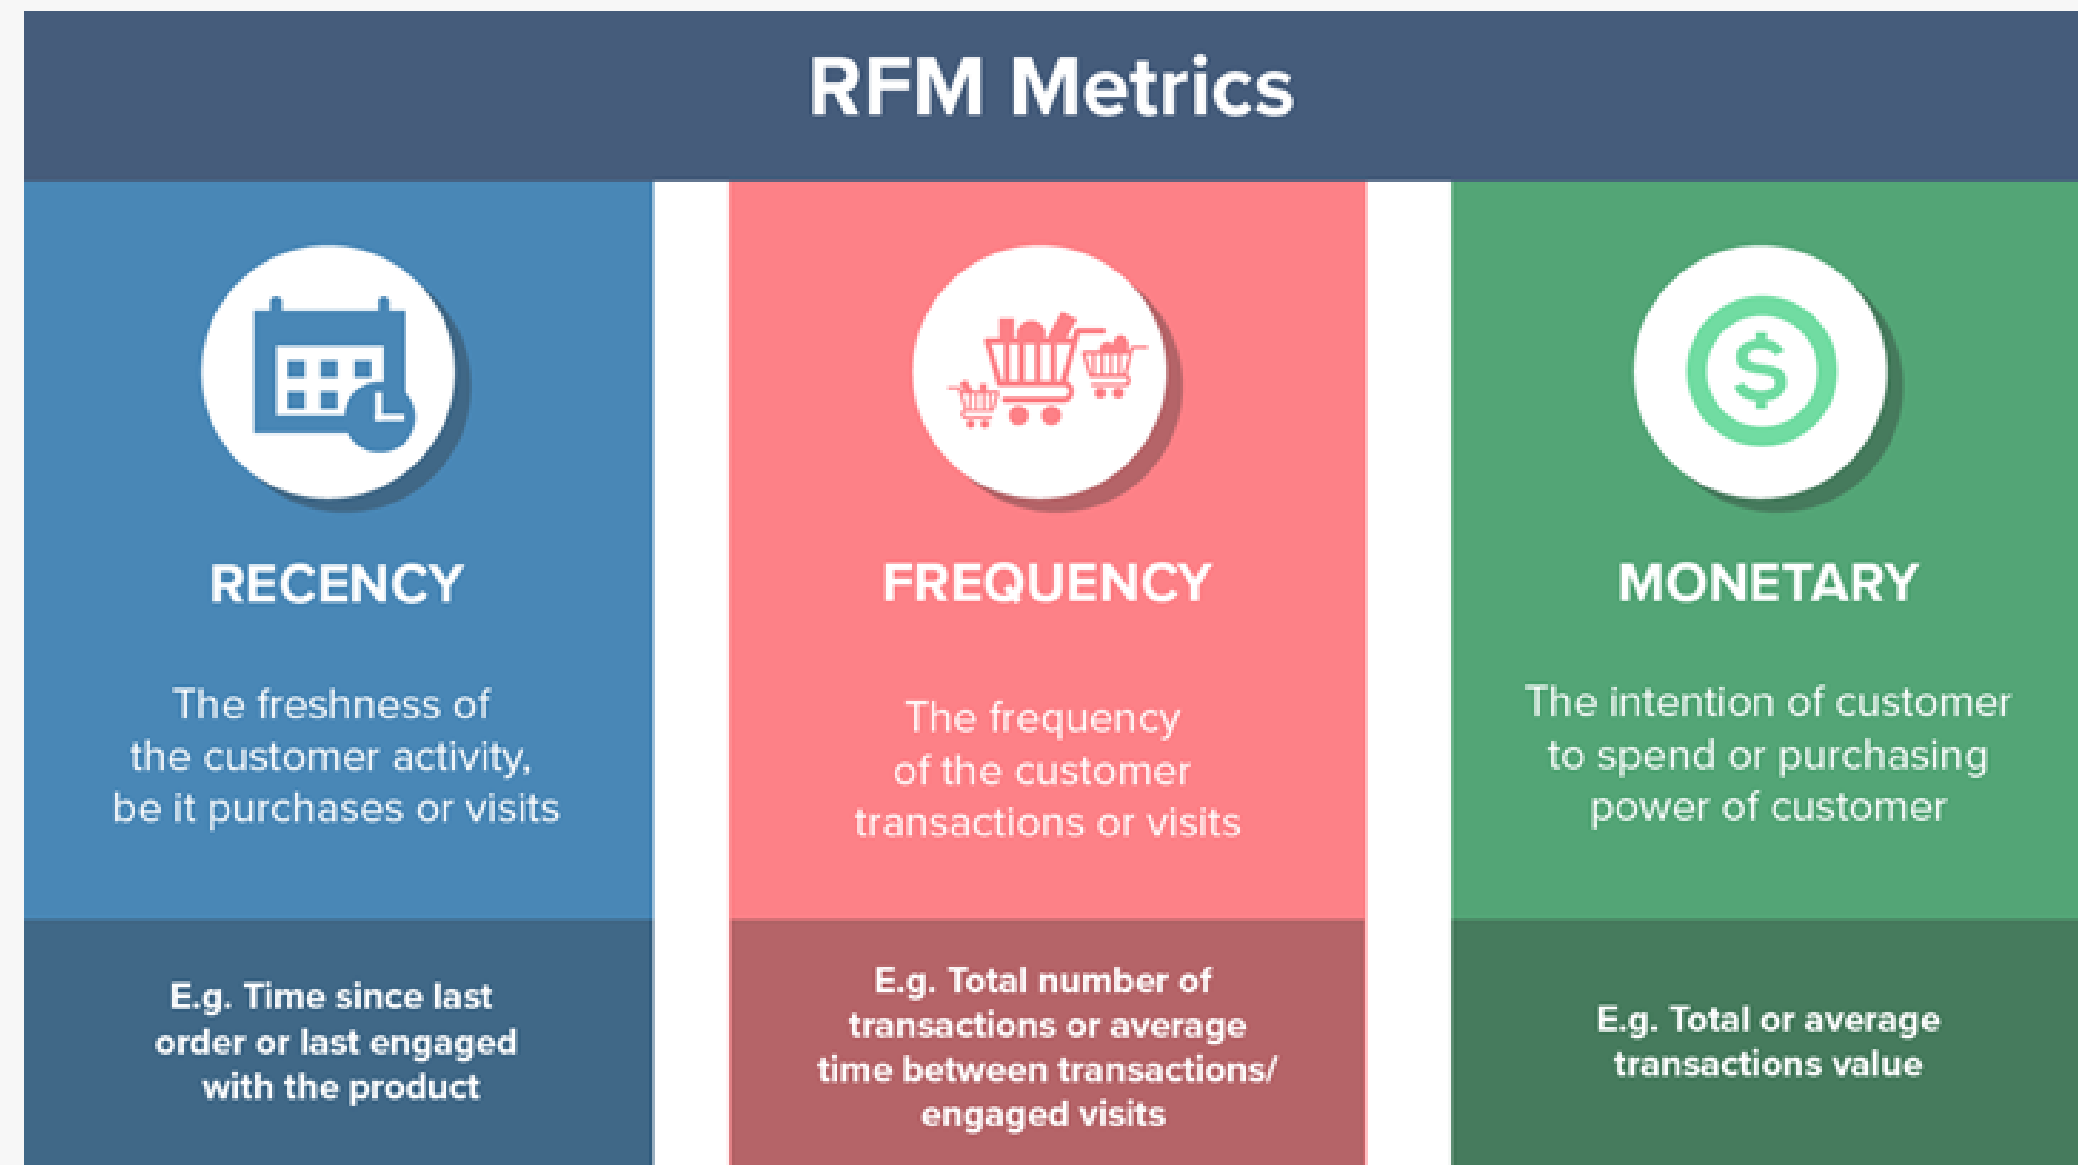 RFM Metrics
RECENCY
The freshness of
the customer activity,
be it purchases or visits
E.g. Time since last
order or last engaged
with the product
FREQUENCY
The frequency
of the customer
transactions or visits
E.g. Total number of
transactions or average
time between transactions/
engaged visits
MONETARY
The intention of customer
to spend or purchasing
power of customer
E.g. Total or average
transactions value